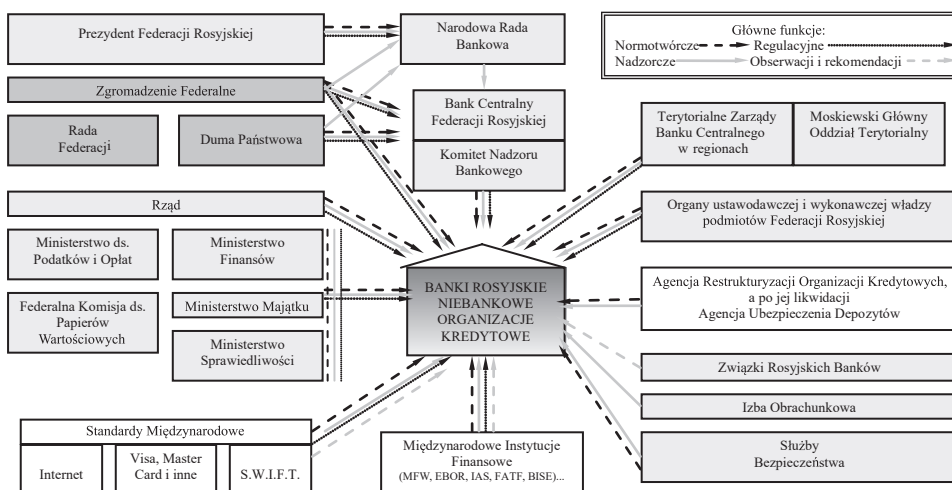 Prezydent Federacji Rosyjskiej
Narodowa Rada
Bankowa
Główne funkcje:
Normotwórcze
Regulacyjne
Nadzorcze
Obserwacji i rekomendacji
Zgromadzenie Federalne
Rada
Federacji
Duma Państwowa
Bank Centralny
Federacji Rosyjskiej
Komitet Nadzoru
Bankowego
Terytorialne Zarządy
Banku Centralnego
w regionach
Moskiewski Główny
Oddział Terytorialny
Rząd
Organy ustawodawczej i wykonawczej władzy
podmiotów Federacji Rosyjskiej
Ministerstwo ds.
Podatków i Opłat
Ministerstwo
Finansów
Federalna Komisja ds.
Papierów
Wartościowych
Ministerstwo Majątku
Ministerstwo
Sprawiedliwości
BANKI ROSYJSKIE
NIEBANKOWE
ORGANIZACJE
KREDYTOWE
Agencja Restrukturyzacji Organizacji Kredytowych,
a po jej likwidacji
Agencja Ubezpieczenia Depozytów
Związki Rosyjskich Banków
Izba Obrachunkowa
Służby
Bezpieczeństwa
Standardy Międzynarodowe
Internet
Visa, Master
Card i inne
S.W.I.F.T.
Międzynarodowe Instytucje
Finansowe
(MFW, EBOR, IAS, FATF, BISE)...